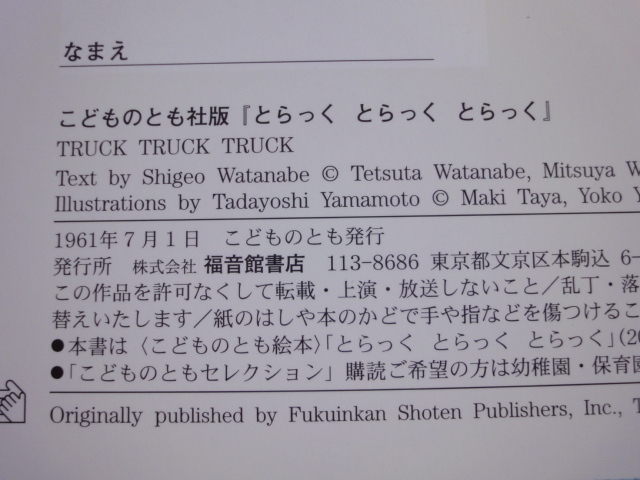 なまえ
こどものとも社版『とらっく とらっく とらっく』
TRUCK TRUCK TRUCK
Text by Shigeo Watanabe © Tetsuta Watanabe, Mitsuya W
Illustrations by Tadayoshi Yamamoto © Maki Taya, Yoko Y
1961年7月1日 こどものとも発行
発行所 株式会社 福音館書店 113-8686 東京都文京区本駒込 6-
この作品を許可なくして転載・上演・放送しないこと/乱丁・落
替えいたします/紙のはしや本のかどで手や指などを傷つけるこ
●本書は〈こどものとも絵本〉「とらっく とらっく とらっく」(20
●「こどものともセレクション」購読ご希望の方は幼稚園・保育園
Originally published by Fukuinkan Shoten Publishers, Inc., T